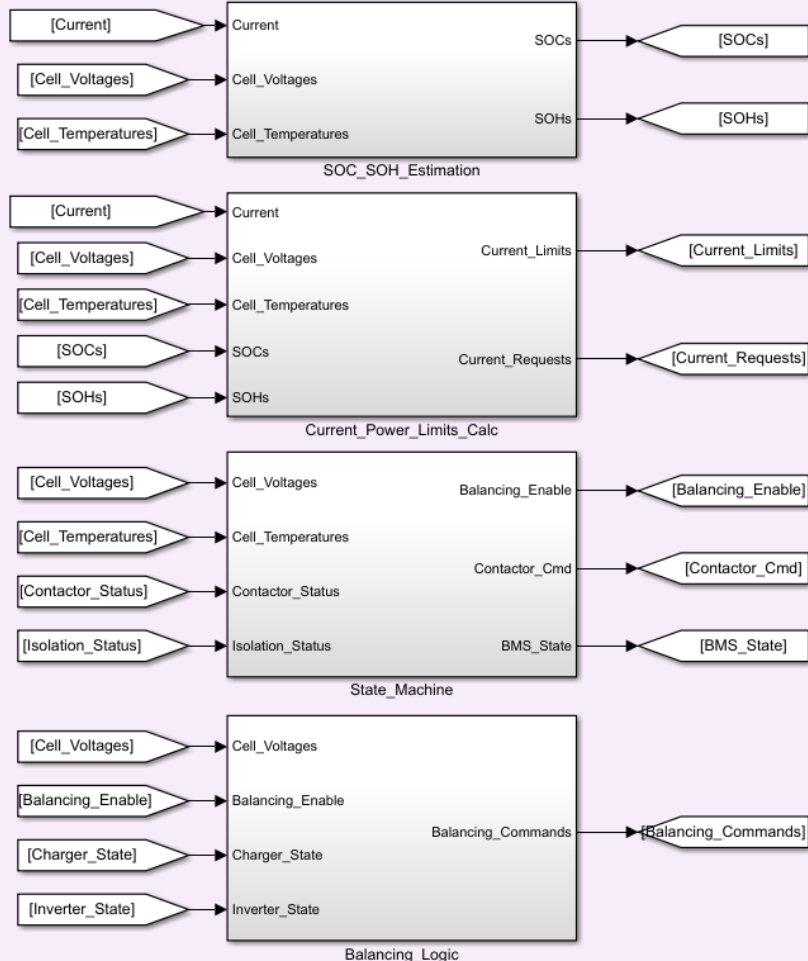 [Current]
Current
SOCs
[SOCs]
[Cell_Voltages]
Cell_Voltages
SOHs
[SOHs]
[Cell_Temperatures]
Cell_Temperatures
SOC_SOH_Estimation
[Current]
Current
[Cell_Voltages]
Cell_Voltages
Current_Limits
[Current_Limits]
[Cell_Temperatures]
Cell_Temperatures
[SOCs]
SOCs
Current_Requests
[Current_Requests]
[SOHs]
SOHs
Current_Power_Limits_Calc
[Cell_Voltages]
Cell_Voltages
Balancing_Enable
[Balancing_Enable]
[Cell_Temperatures]
Cell_Temperatures
Contactor_Cmd
[Contactor_Cmd]
[Contactor_Status]
Contactor_Status
[Isolation_Status]
Isolation_Status
BMS_State
[BMS_State]
State_Machine
[Cell_Voltages]
Cell_Voltages
[Balancing_Enable]
Balancing_Enable
Balancing_Commands
[Balancing_Commands]
[Charger_State]
Charger_State
[Inverter_State]
Inverter_State
Balancing_Logic